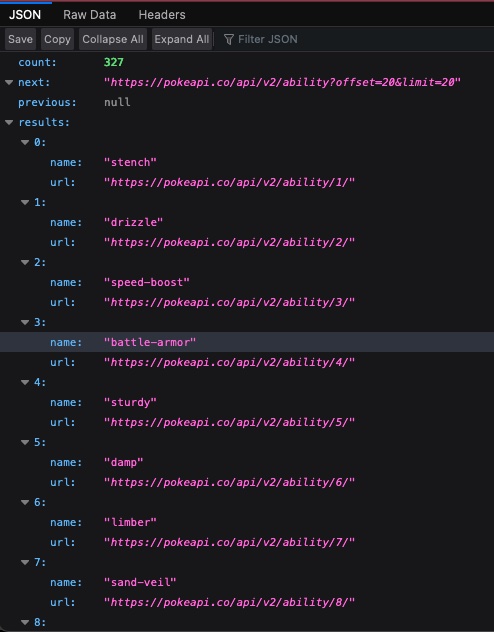 JSON Raw Data Headers
Save Copy Collapse All Expand All Filter JSON
count: 327
next: "https://pokeapi.co/api/v2/ability?offset=20&limit=20"
previous: null
results:
0:
name: "stench"
url: "https://pokeapi.co/api/v2/ability/1/"
1:
name: "drizzle"
url: "https://pokeapi.co/api/v2/ability/2/"
2:
name: "speed-boost"
url: "https://pokeapi.co/api/v2/ability/3/"
3:
name: "battle-armor"
url: "https://pokeapi.co/api/v2/ability/4/"
4:
name: "sturdy"
url: "https://pokeapi.co/api/v2/ability/5/"
5:
name: "damp"
url: "https://pokeapi.co/api/v2/ability/6/"
6:
name: "limber"
url: "https://pokeapi.co/api/v2/ability/7/"
7:
name: "sand-veil"
url: "https://pokeapi.co/api/v2/ability/8/"
8: